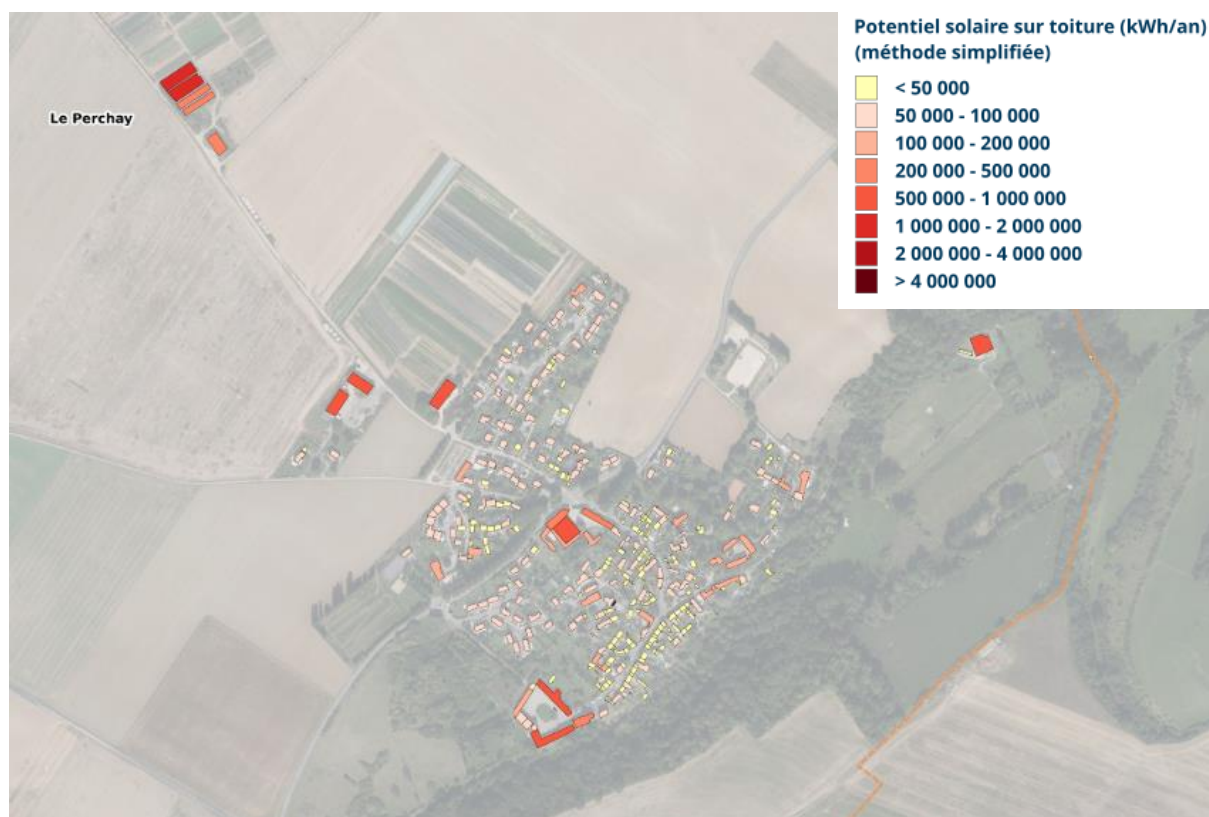 Potentiel solaire sur toiture (kWh/an)
(méthode simplifiée)
< 50 000
50 000 - 100 000
100 000 - 200 000
200 000 - 500 000
500 000 - 1 000 000
1 000 000 - 2 000 000
2 000 000 - 4 000 000
> 4 000 000
Le Perchay